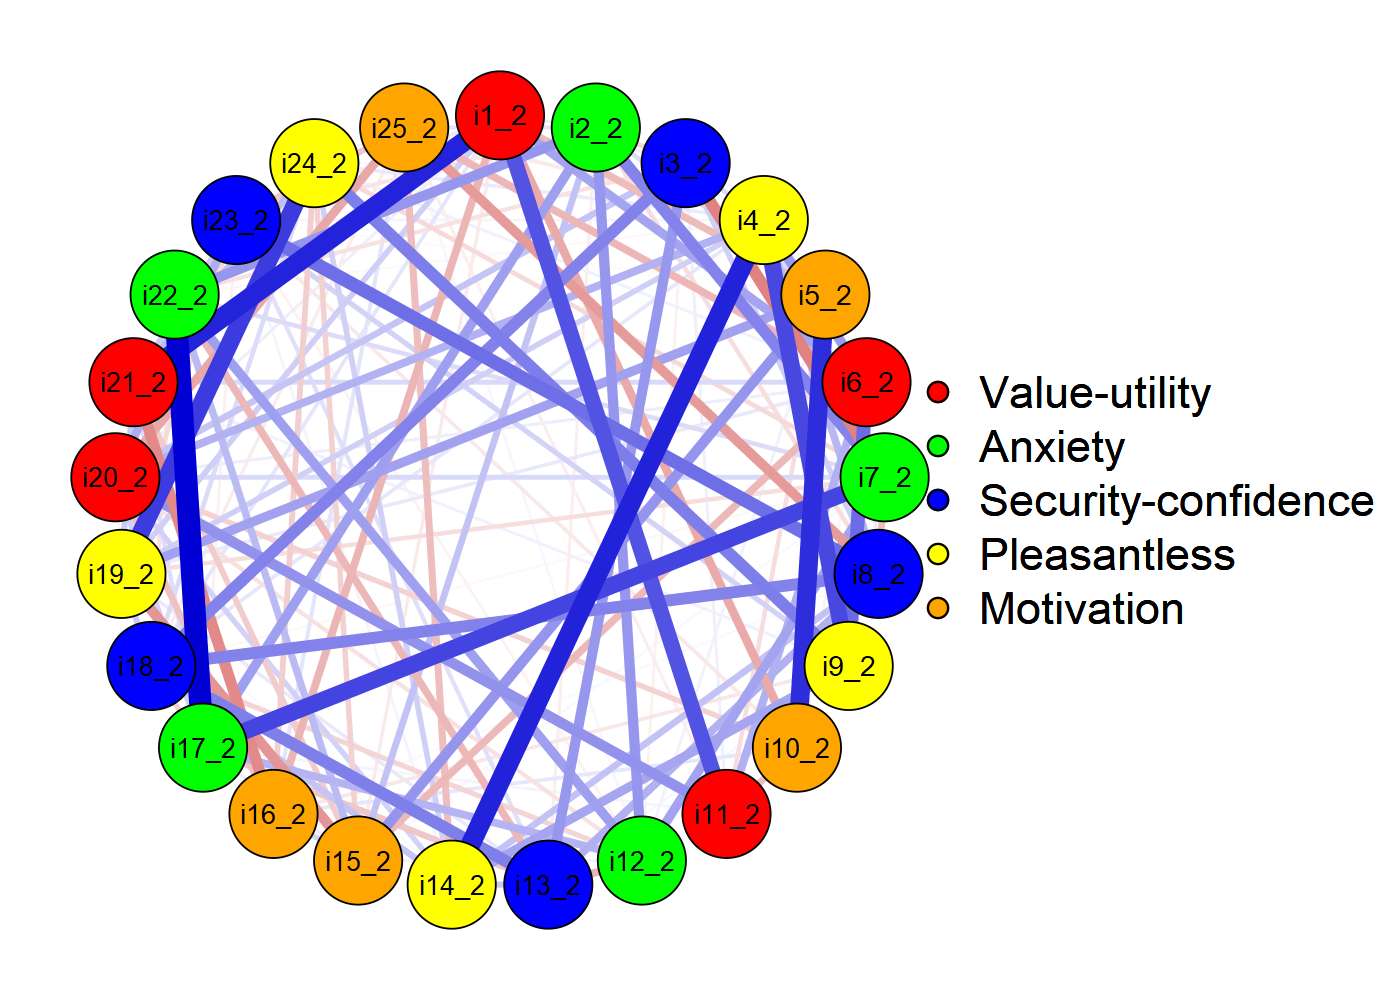 i1_2
i2_2
i3_2
i4_2
i5_2
i6_2
i7_2
i8_2
i9_2
i10_2
i11_2
i12_2
i13_2
i14_2
i15_2
i16_2
i17_2
i18_2
i19_2
i20_2
i21_2
i22_2
i23_2
i24_2
i25_2
Value-utility
Anxiety
Security-confidence
Pleasantless
Motivation